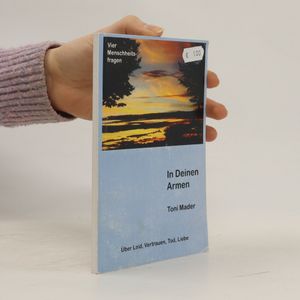 Vier
Menschheits-
fragen
€ 1,00
In Deinen
Armen
Toni Mader
Über Leid, Vertrauen, Tod, Liebe